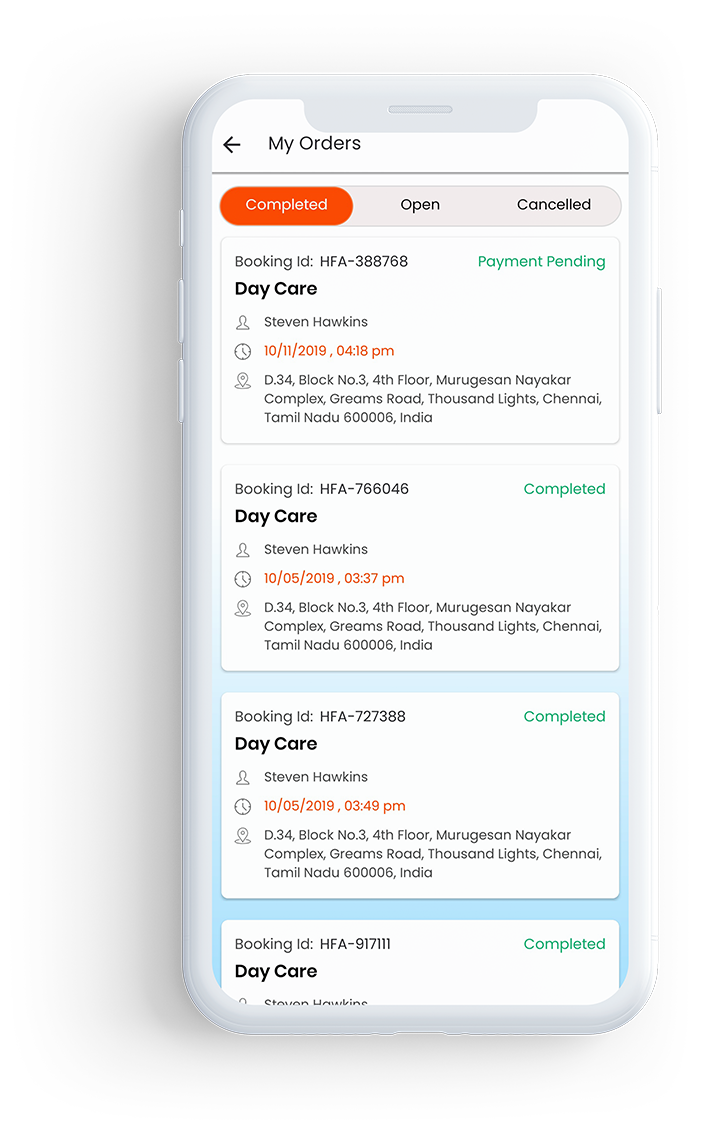 My Orders
Completed Open Cancelled
Booking Id: HFA-388768 Payment Pending
Day Care
Steven Hawkins
10/11/2019 , 04:18 pm
D.34, Block No.3, 4th Floor, Murugesan Nayakar
Complex, Greams Road, Thousand Lights, Chennai,
Tamil Nadu 600006, India
Booking Id: HFA-766046 Completed
Day Care
Steven Hawkins
10/05/2019 , 03:37 pm
D.34, Block No.3, 4th Floor, Murugesan Nayakar
Complex, Greams Road, Thousand Lights, Chennai,
Tamil Nadu 600006, India
Booking Id: HFA-727388 Completed
Day Care
Steven Hawkins
10/05/2019 , 03:49 pm
D.34, Block No.3, 4th Floor, Murugesan Nayakar
Complex, Greams Road, Thousand Lights, Chennai,
Tamil Nadu 600006, India
Booking Id: HFA-917111 Completed
Day Care
Steven Hawkins